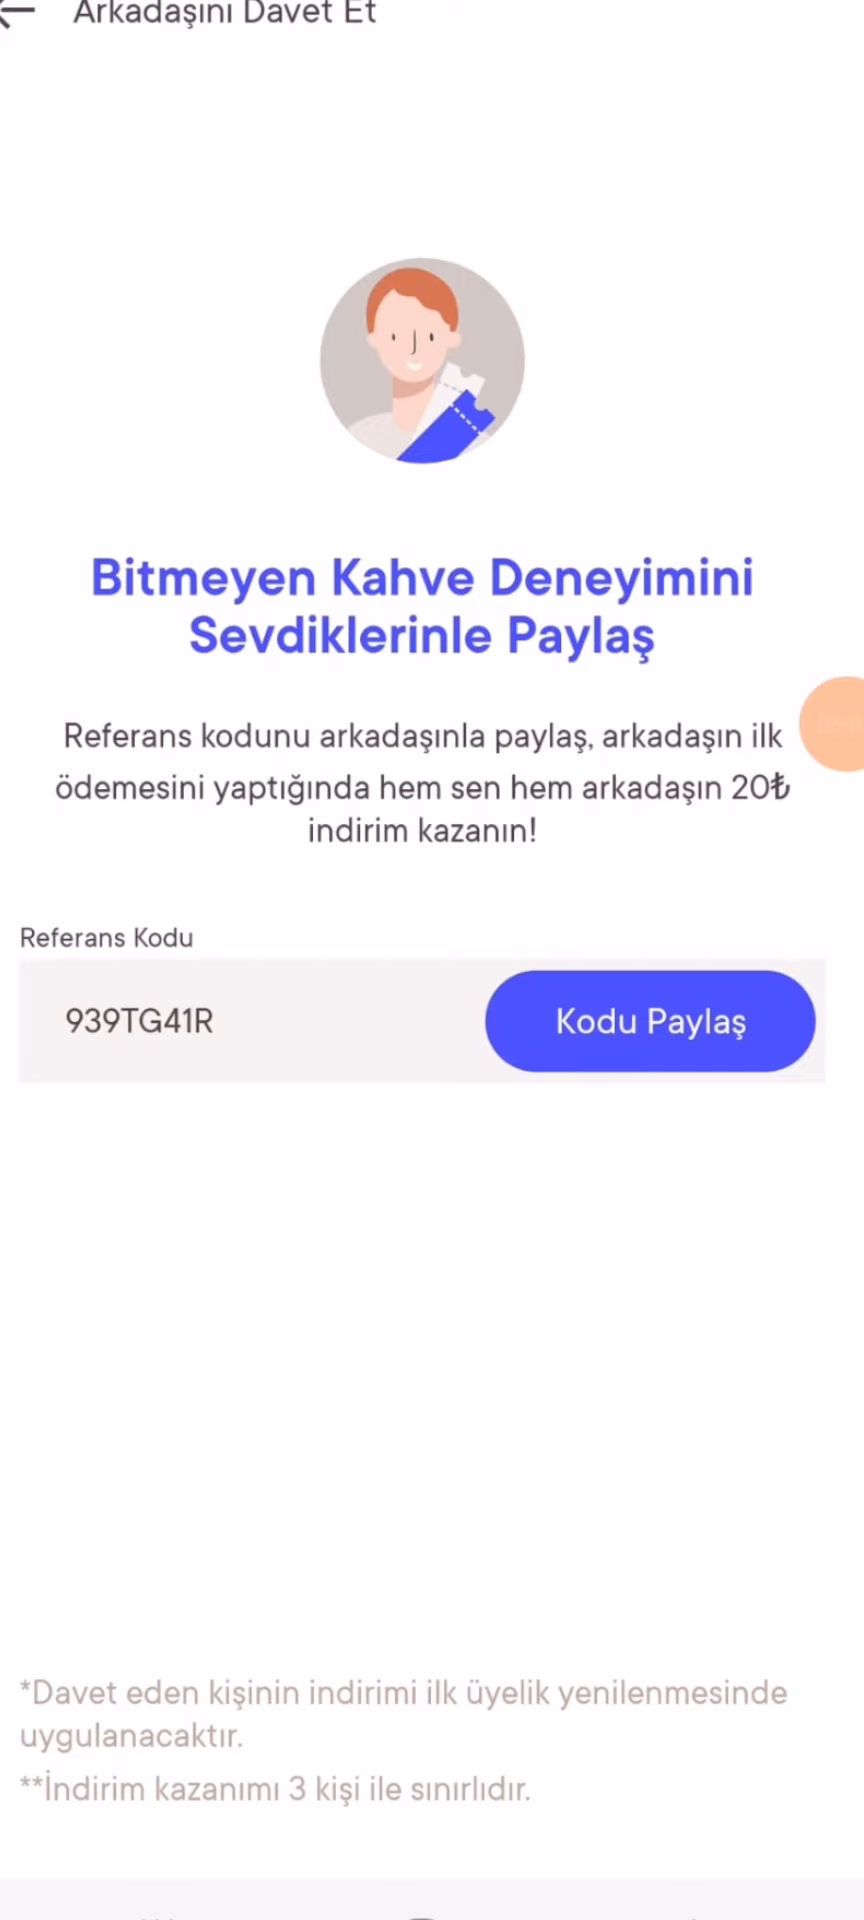 Arkadaşını Davet Et
Bitmeyen Kahve Deneyimini
Sevdiklerinle Paylaş
Referans kodunu arkadaşınla paylaş, arkadaşın ilk
ödemesini yaptığında hem sen hem arkadaşın 20₺
indirim kazanın!
Referans Kodu
939TG41R
Kodu Paylaş
*Davet eden kişinin indirimi ilk üyelik yenilenmesinde
uygulanacaktır.
**İndirim kazanımı 3 kişi ile sınırlıdır.